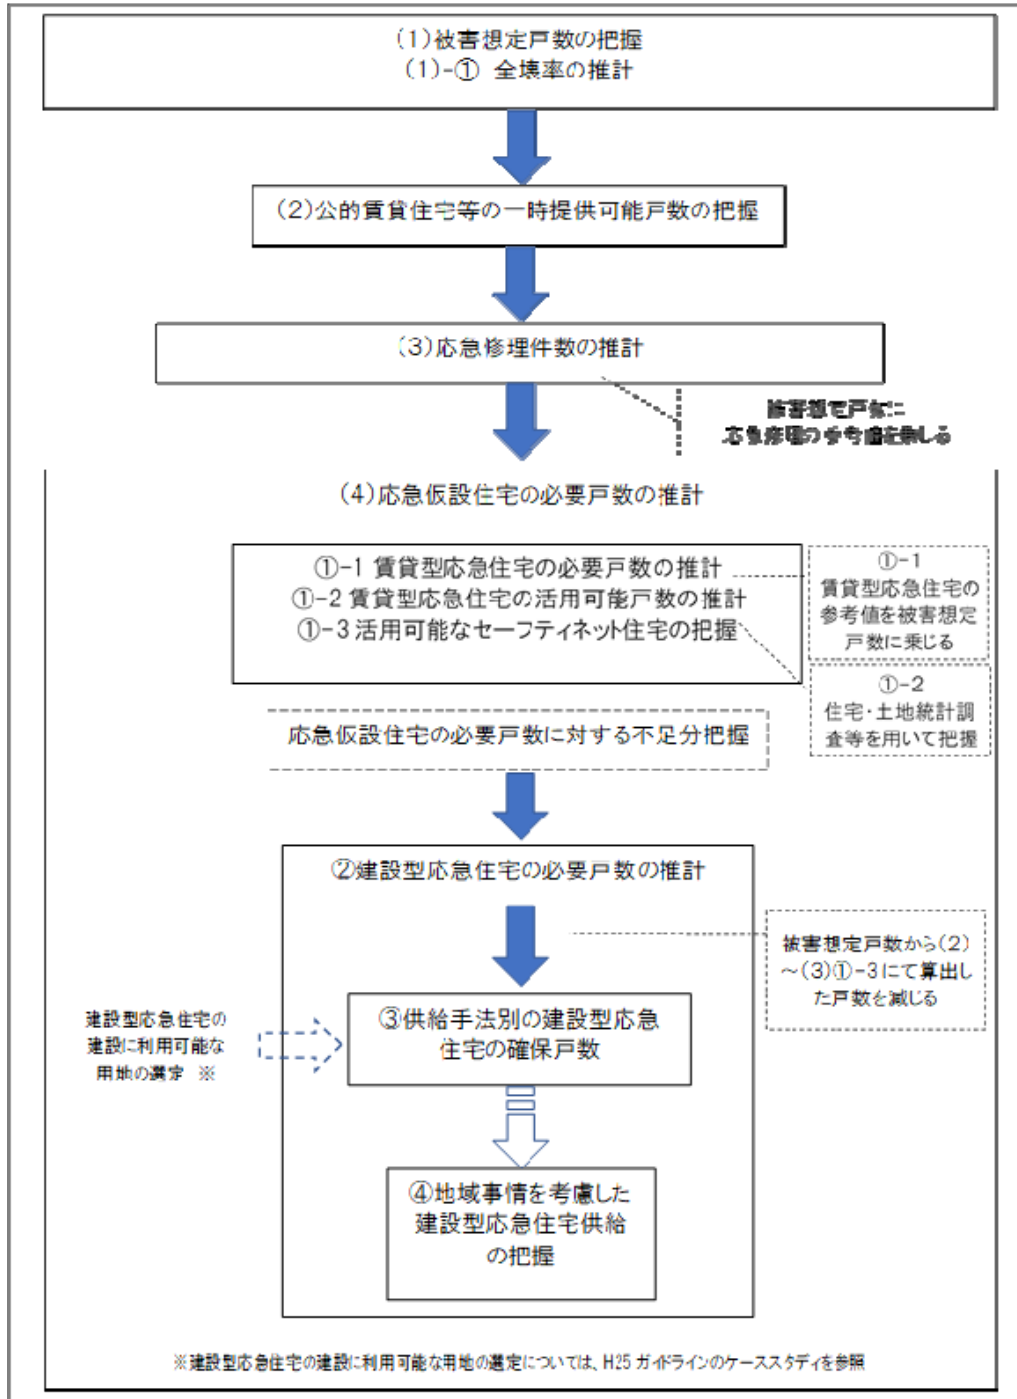 (1)被害想定戸数の把握
(1)-① 全壊率の推計
(2)公的賃貸住宅等の一時提供可能戸数の把握
(3)応急修理件数の推計
被害想定戸数に
応急修理の参考値を乗じる
(4)応急仮設住宅の必要戸数の推計
①-1 賃貸型応急住宅の必要戸数の推計
①-2 賃貸型応急住宅の活用可能戸数の推計
①-3 活用可能なセーフティネット住宅の把握
①-1
賃貸型応急住宅の
参考値を被害想定
戸数に乗じる
①-2
住宅・土地統計調
査等を用いて把握
応急仮設住宅の必要戸数に対する不足分把握
②建設型応急住宅の必要戸数の推計
被害想定戸数から(2)
～(3)①-3にて算出し
た戸数を減じる
建設型応急住宅の
建設に利用可能な
用地の選定 ※
③供給手法別の建設型応急
住宅の確保戸数
④地域事情を考慮した
建設型応急住宅供給
の把握
※建設型応急住宅の建設に利用可能な用地の選定については、H25 ガイドラインのケーススタディを参照